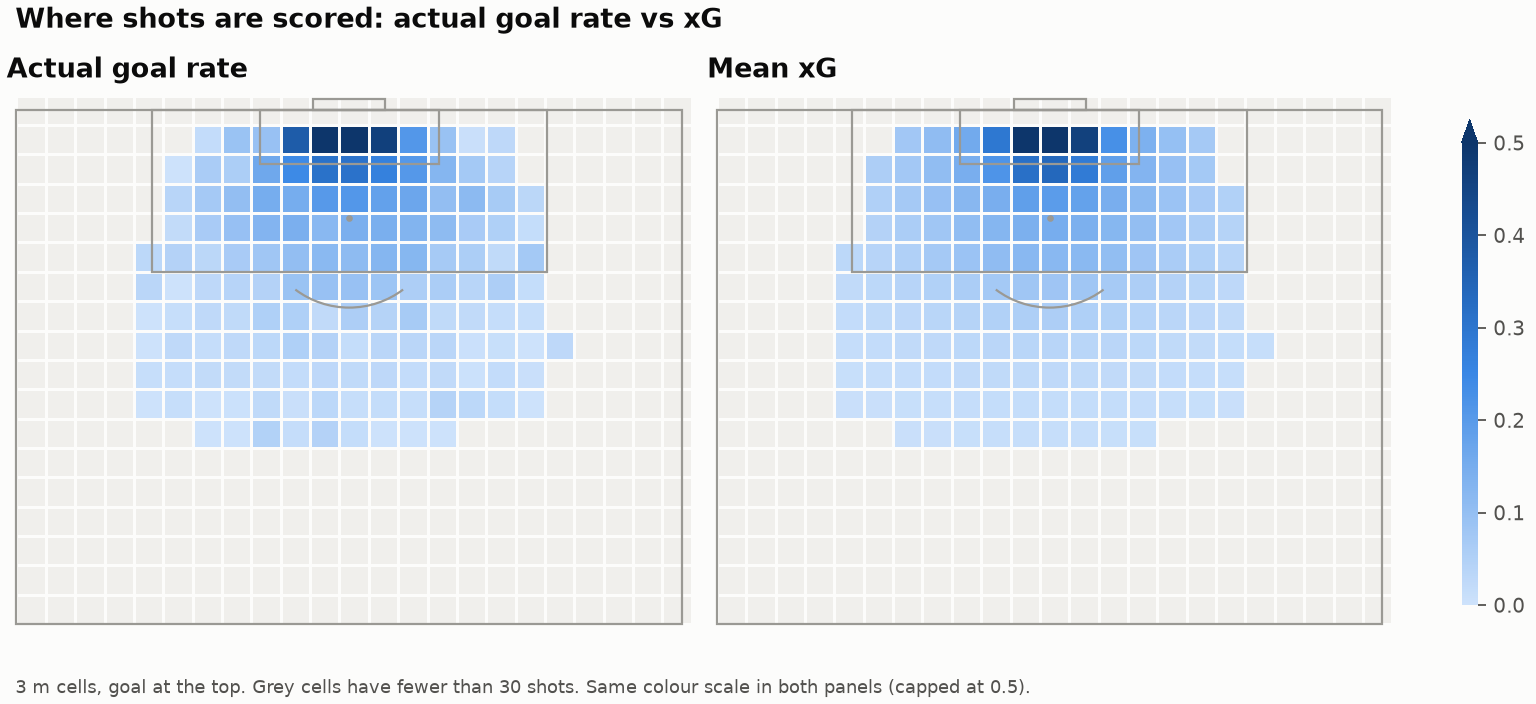 Where shots are scored: actual goal rate vs xG
Actual goal rate
Mean xG
0.5
0.4
0.3
0.2
0.1
0.0
3 m cells, goal at the top. Grey cells have fewer than 30 shots. Same colour scale in both panels (capped at 0.5).